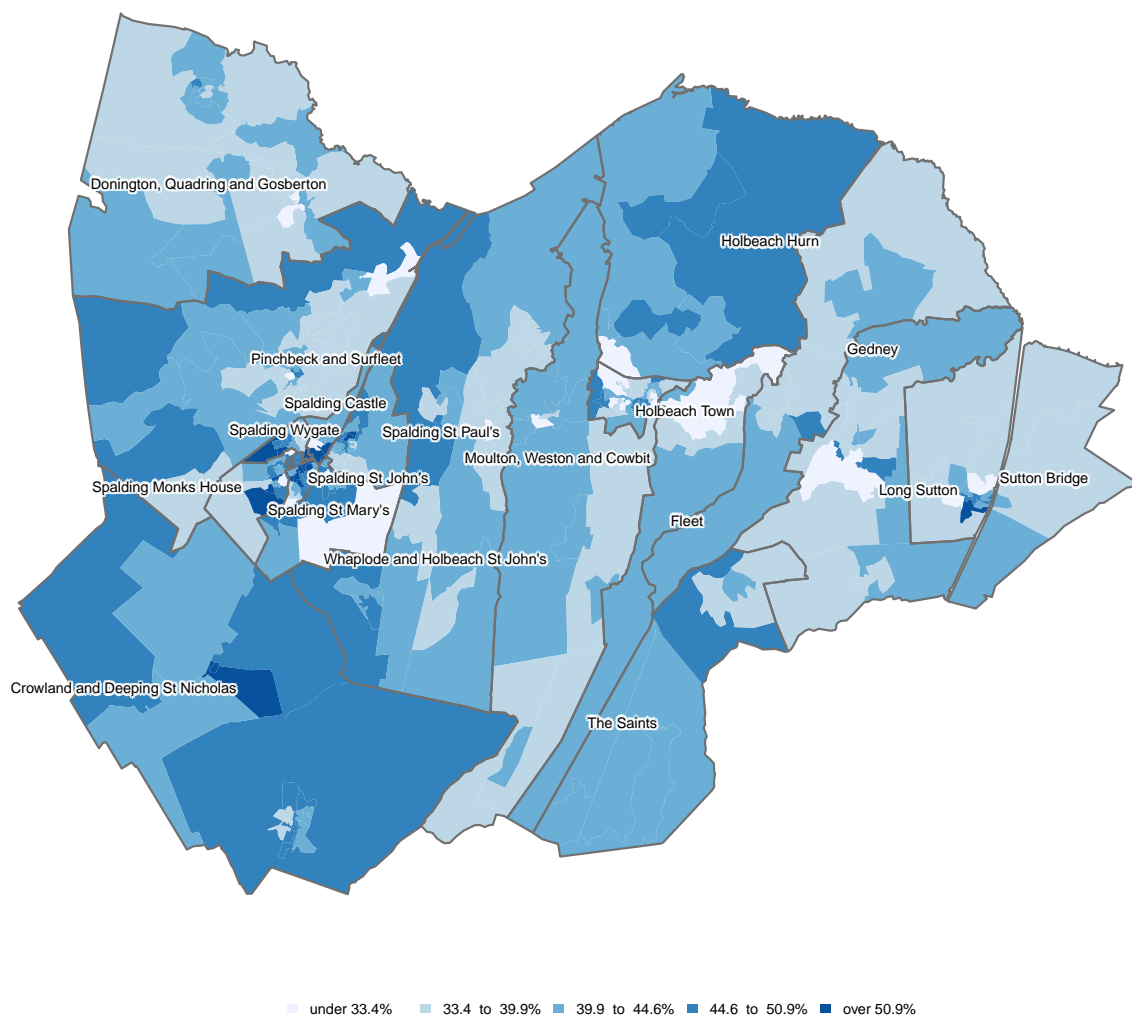 Donington, Quadring and Gosberton
Holbeach Hurn
Gedney
Pinchbeck and Surfleet
Spalding Castle
Holbeach Town
Spalding Wygate
Spalding St Paul's
Moulton, Weston and Cowbit
Spalding St John's
Sutton Bridge
Spalding Monks House
Long Sutton
Spalding St Mary's
Fleet
Whaplode and Holbeach St John's
Crowland and Deeping St Nicholas
The Saints
under 33.4% 33.4 to 39.9% 39.9 to 44.6% 44.6 to 50.9% over 50.9%